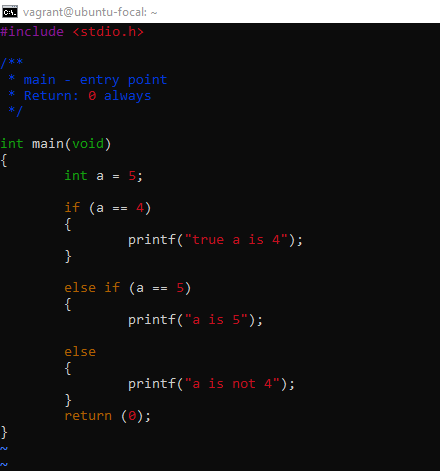 vagrant@ubuntu-focal: ~
#include <stdio.h>
/**
 * main - entry point
 * Return: 0 always
 */
int main(void)
{
        int a = 5;
        if (a == 4)
        {
                printf("true a is 4");
        }
        else if (a == 5)
        {
                printf("a is 5");
        else
        {
                printf("a is not 4");
        }
        return (0);
}
~
~